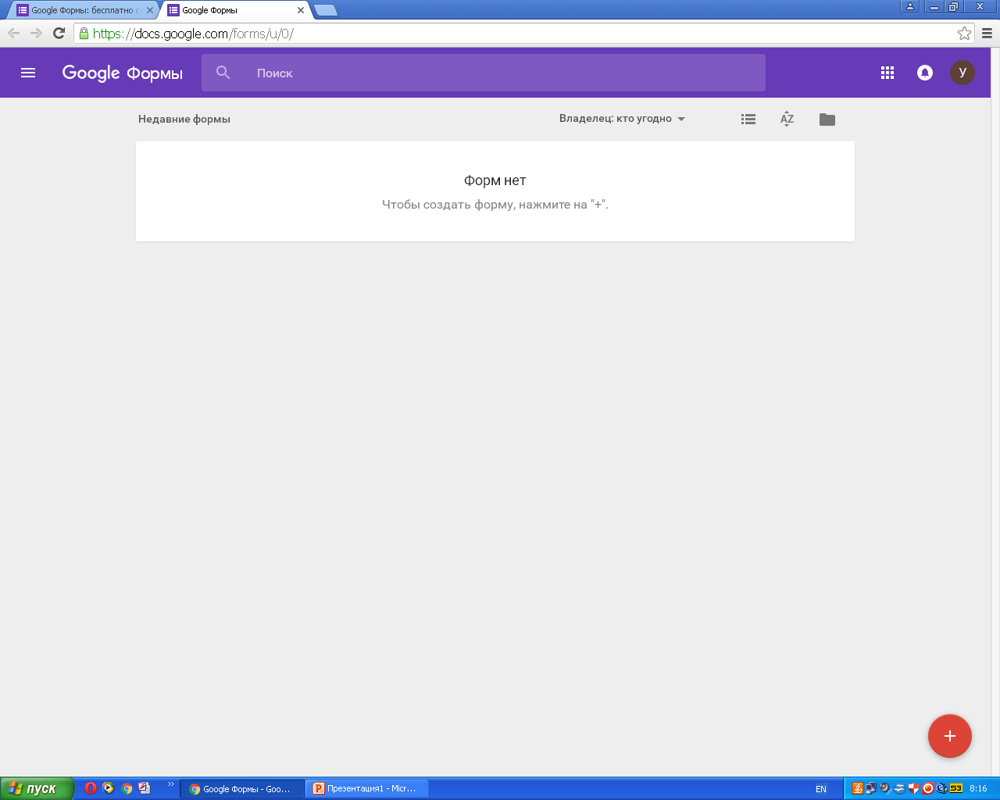 Google Формы: бесплатно с
Google Формы
https://docs.google.com/forms/u/0/
Google Формы
Поиск
У
Недавние формы
Владелец: кто угодно
AZ
Форм нет
Чтобы создать форму, нажмите на "+".
пуск
Google Формы - Goo...
Презентация1 - Micr...
EN
S3
8:16